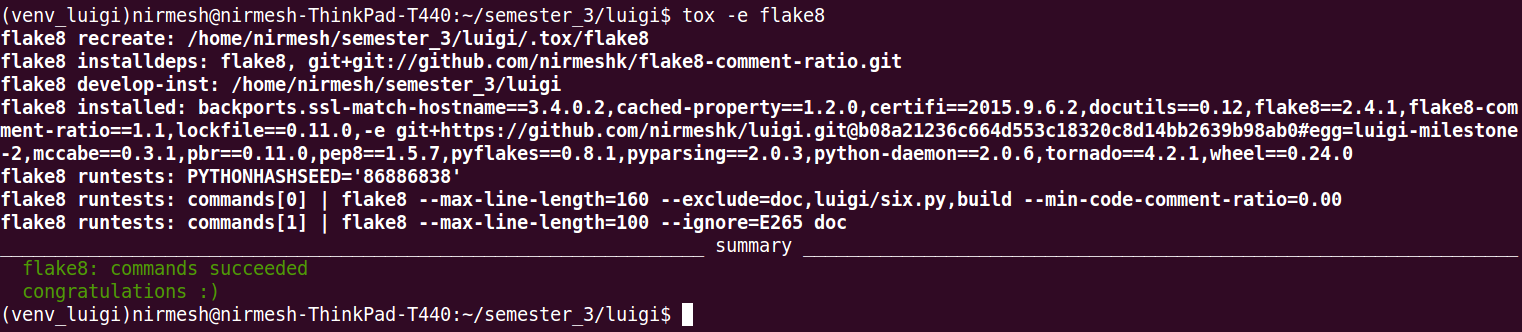 (venv_luigi)nirmesh@nirmesh-ThinkPad-T440:~/semester_3/luigi$ tox -e flake8
flake8 recreate: /home/nirmesh/semester_3/luigi/.tox/flake8
flake8 installdeps: flake8, git+git://github.com/nirmeshk/flake8-comment-ratio.git
flake8 develop-inst: /home/nirmesh/semester_3/luigi
flake8 installed: backports.ssl-match-hostname==3.4.0.2,cached-property==1.2.0,certifi==2015.9.6.2,docutils==0.12,flake8==2.4.1,flake8-com
ment-ratio==1.1,lockfile==0.11.0,-e git+https://github.com/nirmeshk/luigi.git@b08a21236c664d553c18320c8d14bb2639b98ab0#egg=luigi-milestone
-2,mccabe==0.3.1,pbr==0.11.0,pep8==1.5.7,pyflakes==0.8.1,pyparsing==2.0.3,python-daemon==2.0.6,tornado==4.2.1,wheel==0.24.0
flake8 runtests: PYTHONHASHSEED='86886838'
flake8 runtests: commands[0] | flake8 --max-line-length=160 --exclude=doc,luigi/six.py,build --min-code-comment-ratio=0.00
flake8 runtests: commands[1] | flake8 --max-line-length=100 --ignore=E265 doc
summary
flake8: commands succeeded
congratulations :)
(venv_luigi)nirmesh@nirmesh-ThinkPad-T440:~/semester_3/luigi$